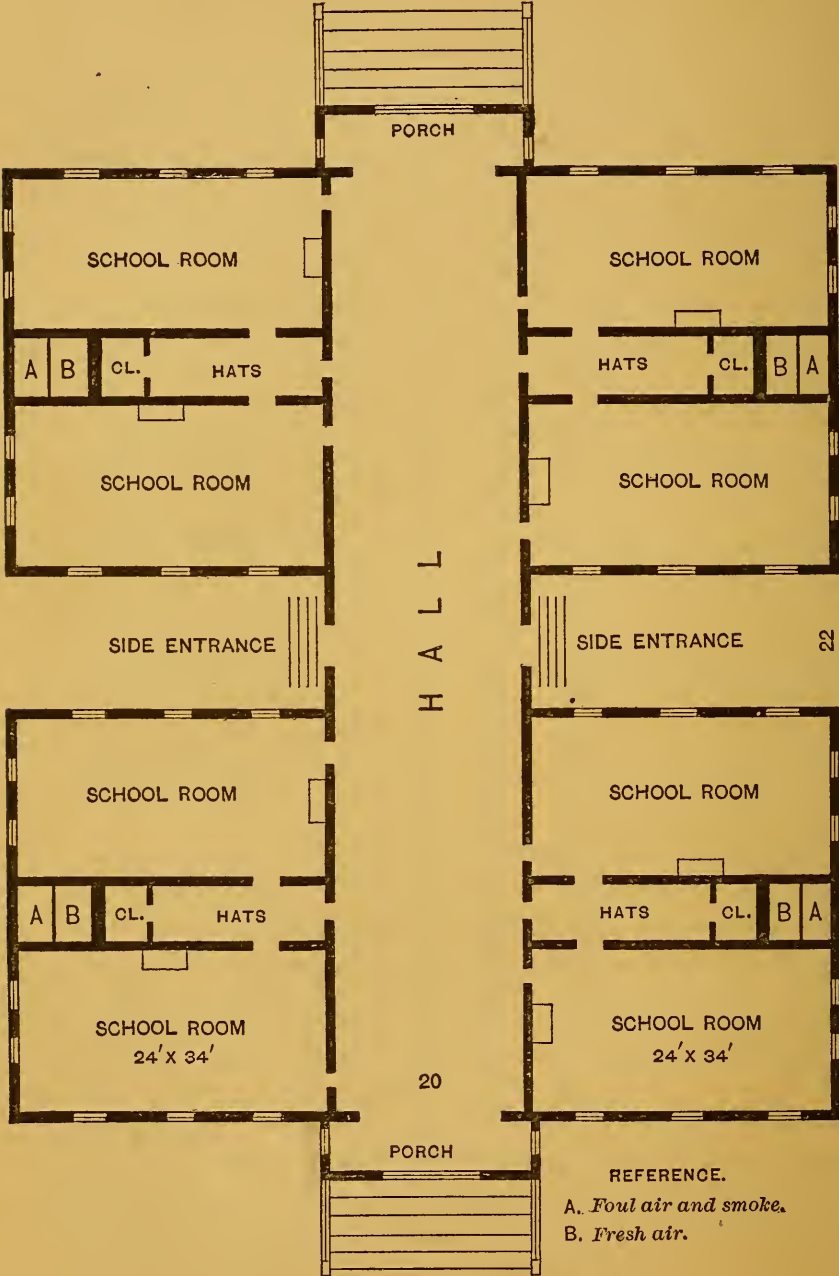 PORCH
SCHOOL ROOM
SCHOOL ROOM
A B CL. HATS
HATS CL. B A
SCHOOL ROOM
SCHOOL ROOM
HALL
SIDE ENTRANCE
SIDE ENTRANCE
22
SCHOOL ROOM
SCHOOL ROOM
A B CL. HATS
HATS CL. B A
SCHOOL ROOM
24' X 34'
SCHOOL ROOM
24' X 34'
20
PORCH
REFERENCE.
A. Foul air and smoke.
B. Fresh air.